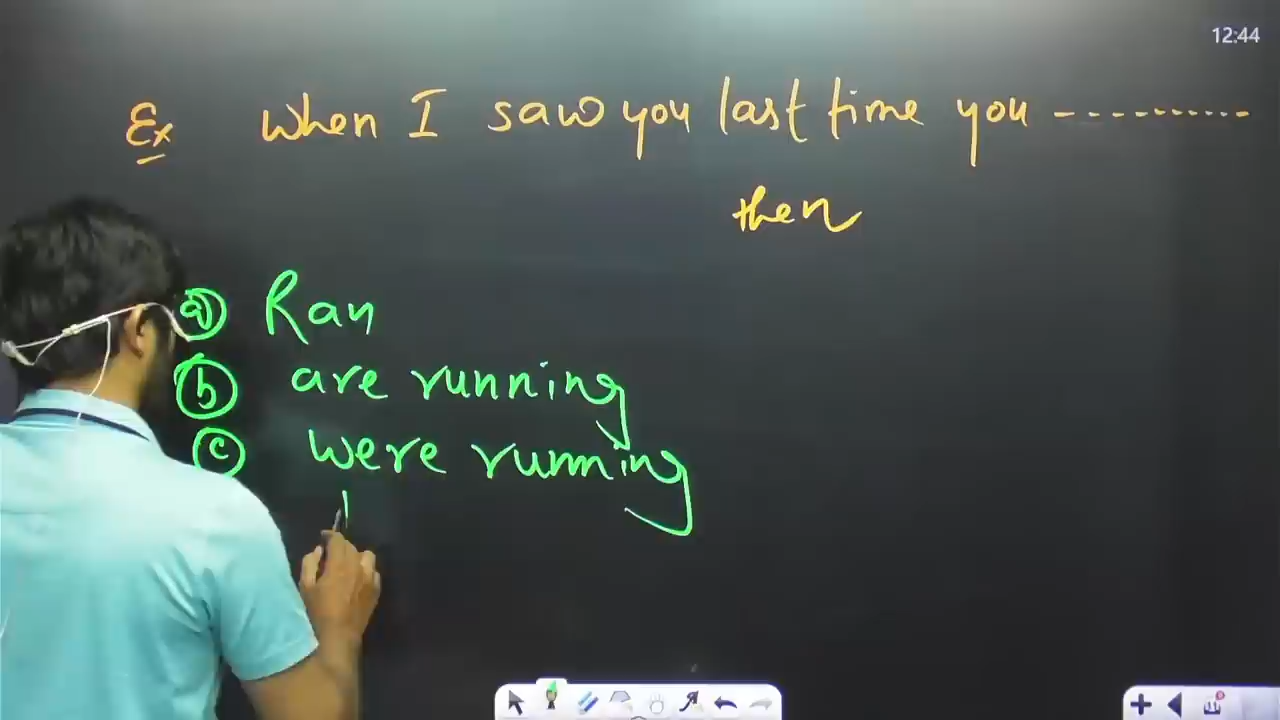 12:44
Ex when I saw you last time you ----------
then
a) Ran
b are running
c were running